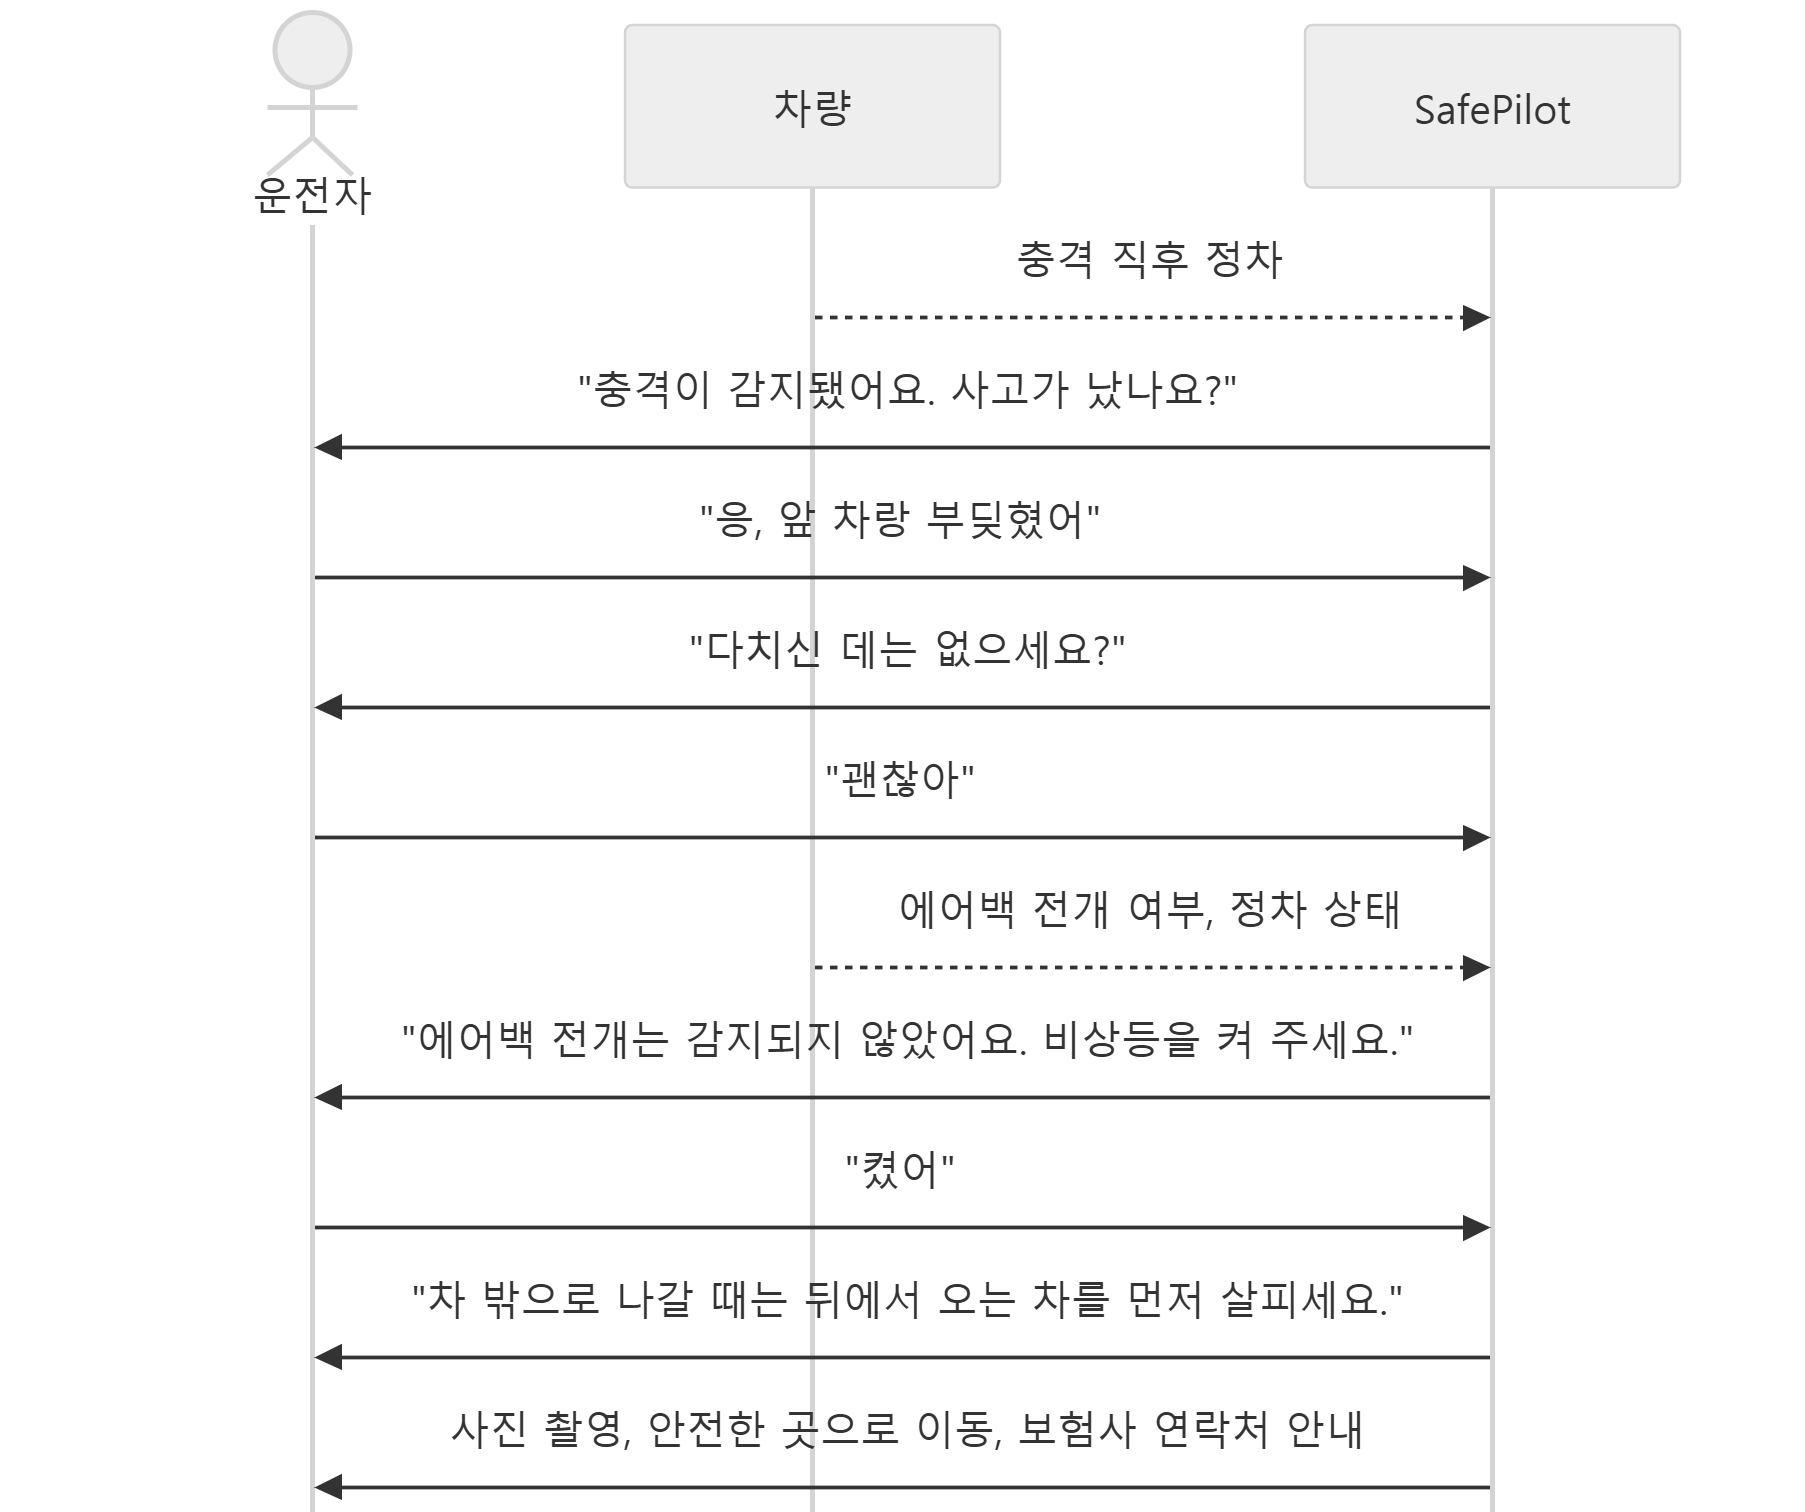 차량
SafePilot
운전자
충격 직후 정차
"충격이 감지됐어요. 사고가 났나요?"
"응, 앞 차랑 부딪혔어"
"다치신 데는 없으세요?"
"괜찮아"
에어백 전개 여부, 정차 상태
"에어백 전개는 감지되지 않았어요. 비상등을 켜 주세요."
"켰어"
"차 밖으로 나갈 때는 뒤에서 오는 차를 먼저 살피세요."
사진 촬영, 안전한 곳으로 이동, 보험사 연락처 안내